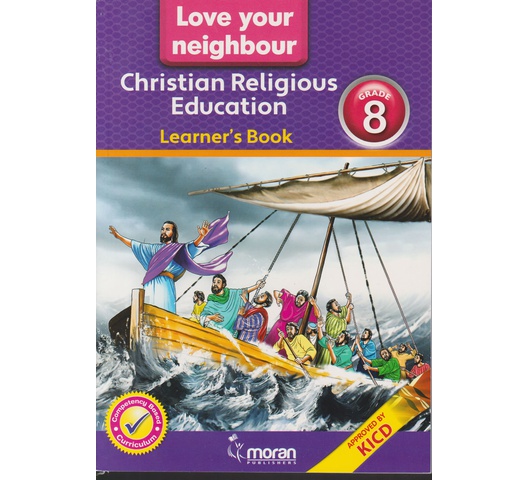 Love your
neighbour
Christian Religious
Education
Learner's Book
GRADE
8
Competency Based
Curriculum
moran
PUBLISHERS
APPROVED BY
KICD